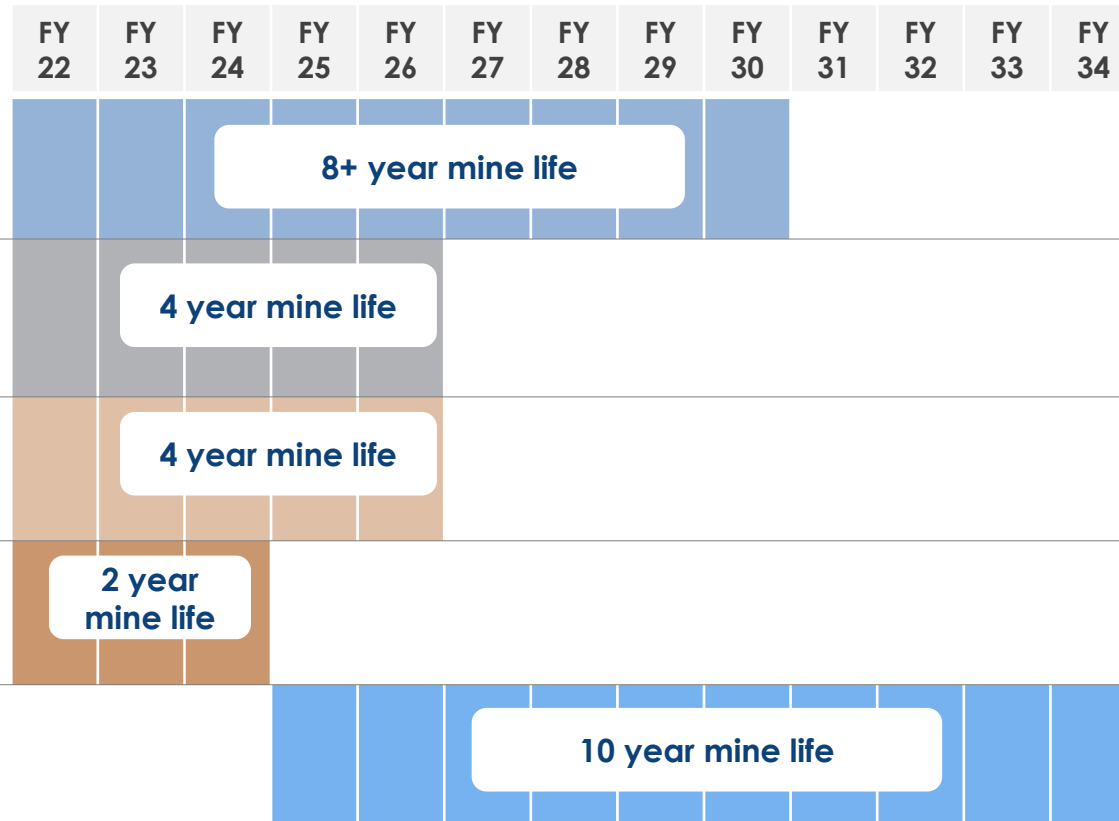 FY FY FY FY FY FY FY FY FY FY FY FY FY
22 23 24 25 26 27 28 29 30 31 32 33 34
8+ year mine life
4 year mine life
4 year mine life
2 year
mine life
10 year mine life